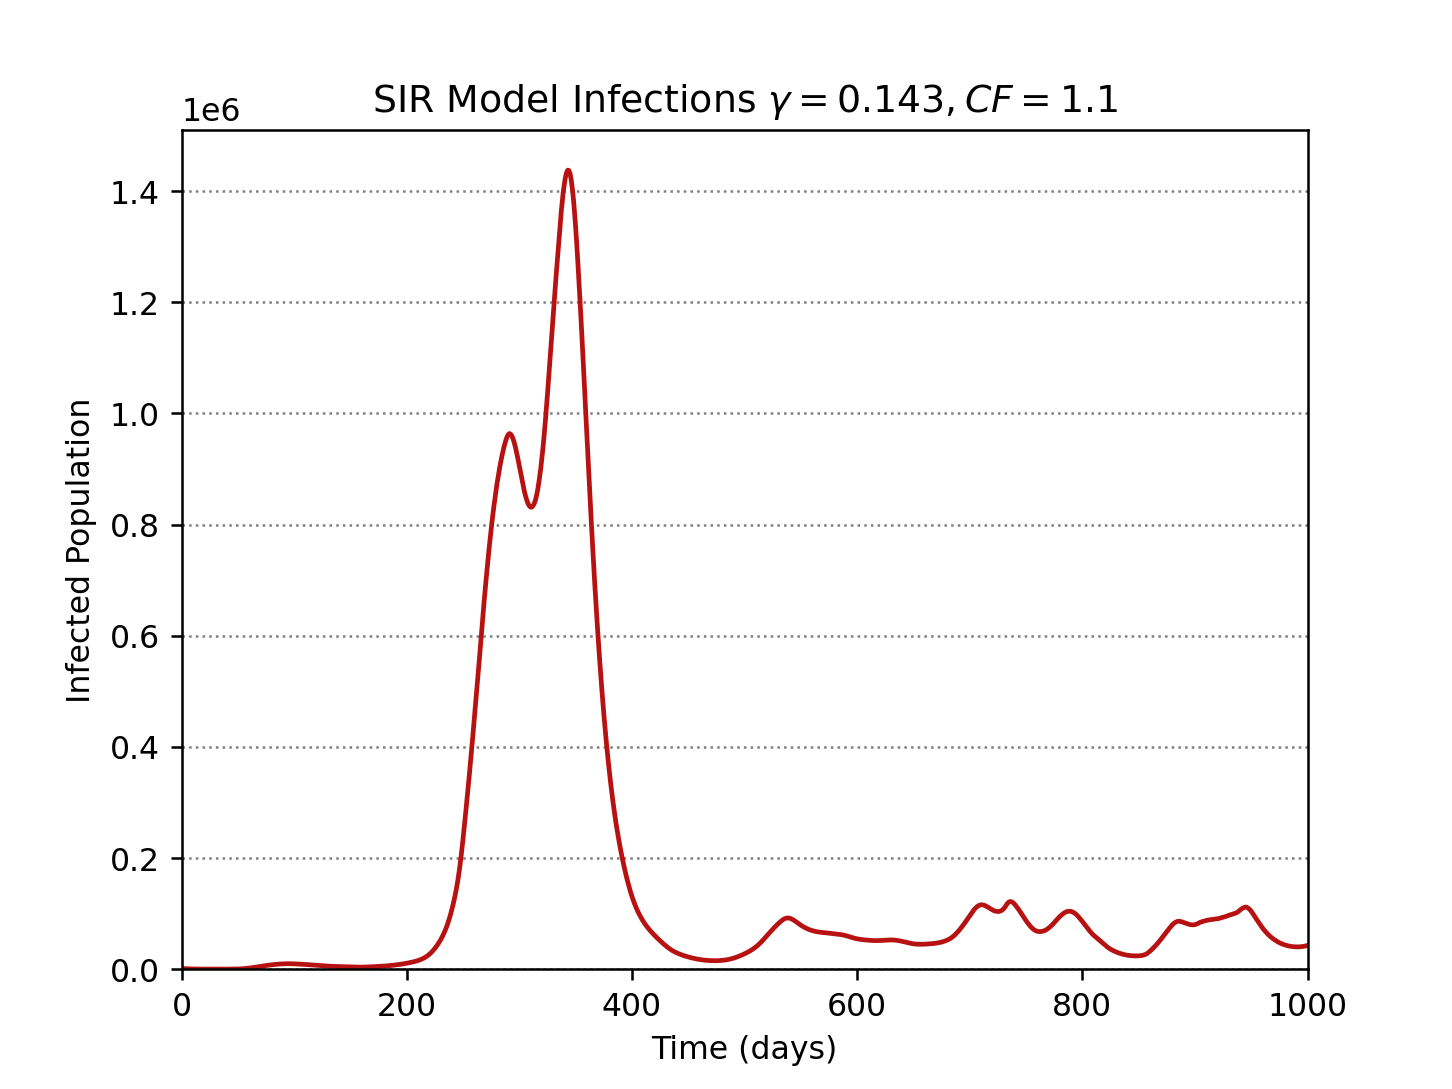 SIR Model Infections γ = 0.143, CF = 1.1
1e6
1.4
1.2
1.0
0.8
0.6
0.4
0.2
0.0
Infected Population
0 200 400 600 800 1000
Time (days)